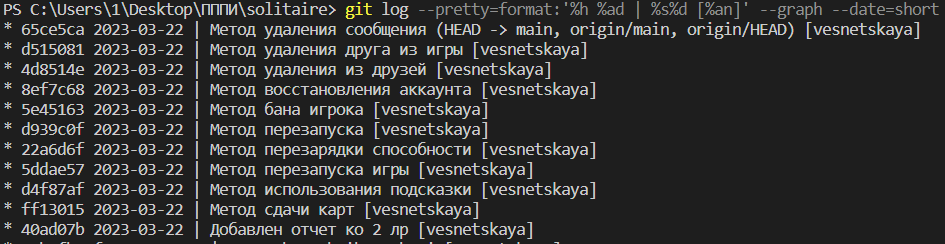 PS C:\Users\1\Desktop\ПППИ\solitaire> git log --pretty=format:'%h %ad | %s%d [%an]' --graph --date=short
* 65ce5ca 2023-03-22 | Метод удаления сообщения (HEAD -> main, origin/main, origin/HEAD) [vesnetskaya]
* d515081 2023-03-22 | Метод удаления друга из игры [vesnetskaya]
* 4d8514e 2023-03-22 | Метод удаления из друзей [vesnetskaya]
* 8ef7c68 2023-03-22 | Метод восстановления аккаунта [vesnetskaya]
* 5e45163 2023-03-22 | Метод бана игрока [vesnetskaya]
* d939c0f 2023-03-22 | Метод перезапуска [vesnetskaya]
* 22a6d6f 2023-03-22 | Метод перезарядки способности [vesnetskaya]
* 5ddae57 2023-03-22 | Метод перезапуска игры [vesnetskaya]
* d4f87af 2023-03-22 | Метод использования подсказки [vesnetskaya]
* ff13015 2023-03-22 | Метод сдачи карт [vesnetskaya]
* 40ad07b 2023-03-22 | Добавлен отчет ко 2 лр [vesnetskaya]